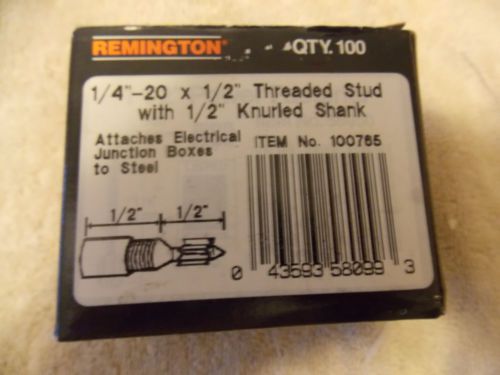 REMINGTON® QTY. 100
1/4"-20 x 1/2" Threaded Stud
with 1/2" Knurled Shank
Attaches Electrical
Junction Boxes
to Steel
ITEM No. 100765
1/2" 1/2"
0 43593 58099 3